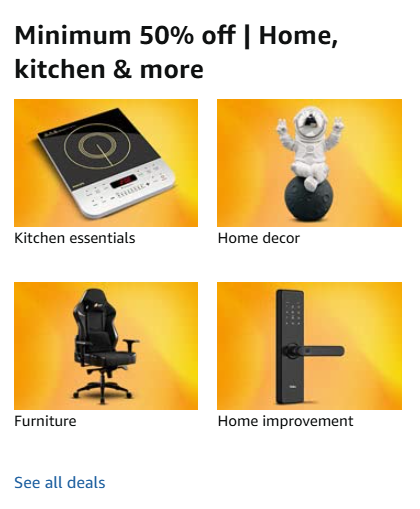 Minimum 50% off | Home,
kitchen & more
Kitchen essentials
Home decor
Furniture
Home improvement
See all deals